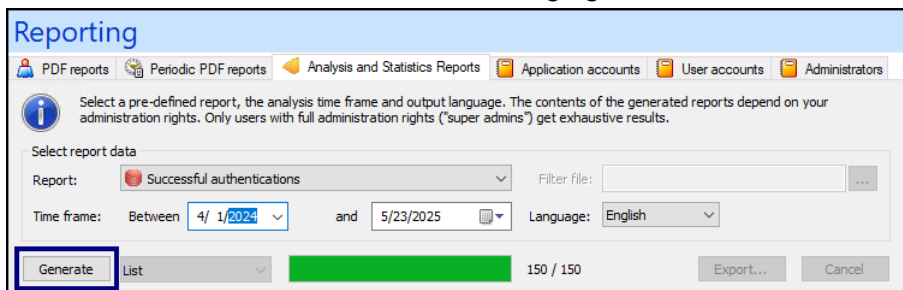 Reporting
PDF reports Periodic PDF reports Analysis and Statistics Reports Application accounts User accounts Administrators
Select a pre-defined report, the analysis time frame and output language. The contents of the generated reports depend on your
administration rights. Only users with full administration rights ("super admins") get exhaustive results.
Select report data
Report: Successful authentications Filter file: ...
Time frame: Between 4/ 1/2024 and 5/23/2025 Language: English
Generate List 150 / 150 Export... Cancel